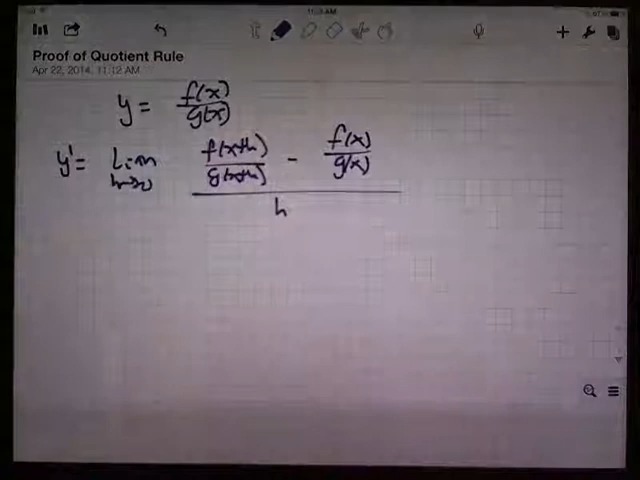 Proof of Quotient Rule
Apr 22, 2014, 11:12 AM
y = f(x)/g(x)
y' = Lim h→0 (f(x+h)/g(x+h) - f(x)/g(x)) / h